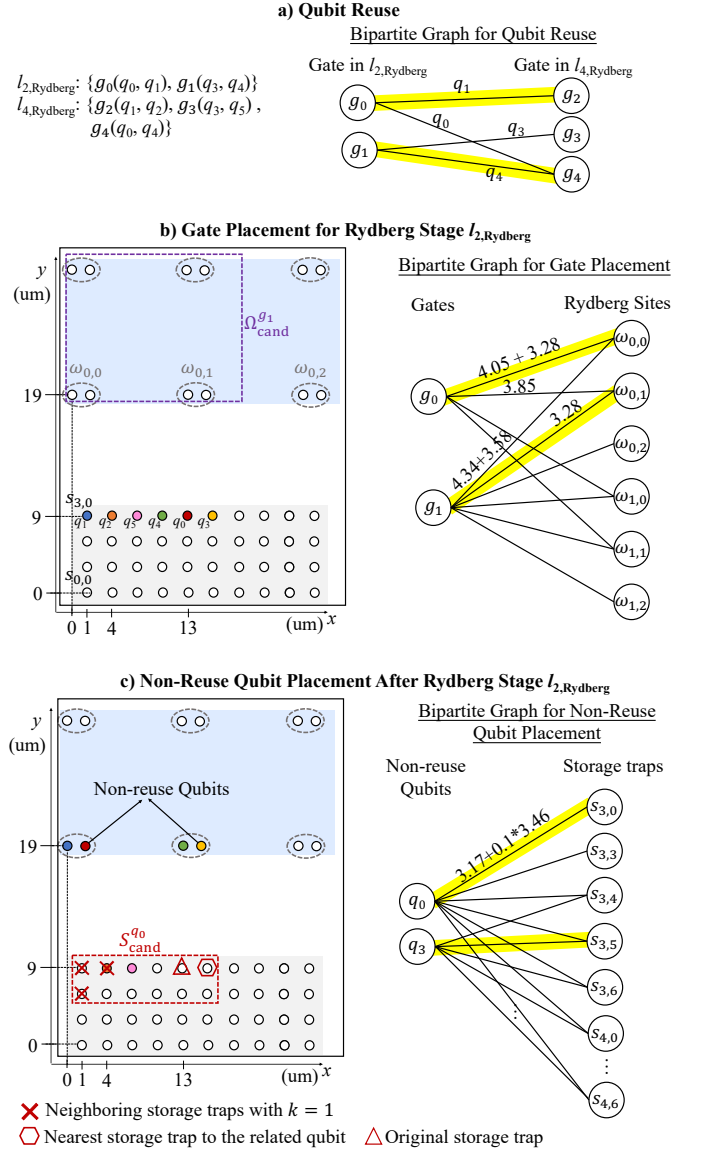 a) Qubit Reuse
Bipartite Graph for Qubit Reuse
Gate in l2,Rydberg
Gate in l4,Rydberg
l2,Rydberg: {g0(q0, q1), g1(q3, q4)}
l4,Rydberg: {g2(q1, q2), g3(q3, q5) ,
g4(q0, q4)}
g0
g1
q1
q0
q3
q4
g2
g3
g4
b) Gate Placement for Rydberg Stage l2,Rydberg
y
(um)
Ω^g1_cand
ω0,0
ω0,1
ω0,2
19
s3,0
9
q1
q2
q5
q4
q0
q3
s0,0
0
0
1
4
13
(um)
x
Bipartite Graph for Gate Placement
Gates
Rydberg Sites
g0
g1
4.05 + 3.28
3.85
3.28
4.34+3.58
ω0,0
ω0,1
ω0,2
ω1,0
ω1,1
ω1,2
c) Non-Reuse Qubit Placement After Rydberg Stage l2,Rydberg
y
(um)
Non-reuse Qubits
19
S^q0_cand
9
0
0
1
4
13
(um)
x
Bipartite Graph for Non-Reuse
Qubit Placement
Non-reuse
Qubits
Storage traps
3.17+0.1*3.46
q0
q3
s3,0
s3,3
s3,4
s3,5
s3,6
s4,0
⋮
s4,6
⋮
Neighboring storage traps with k = 1
Nearest storage trap to the related qubit
Original storage trap